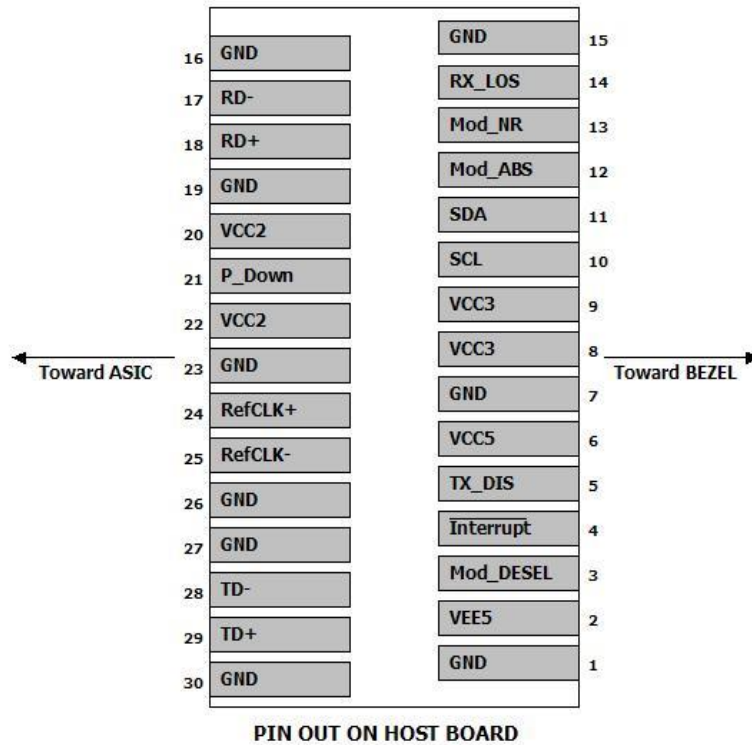 GND 15
16 GND
RX_LOS 14
17 RD-
Mod_NR 13
18 RD+
Mod_ABS 12
19 GND
SDA 11
20 VCC2
SCL 10
21 P_Down
VCC3 9
22 VCC2
VCC3 8
23 GND
Toward ASIC
Toward BEZEL
GND 7
24 RefCLK+
VCC5 6
25 RefCLK-
TX_DIS 5
26 GND
Interrupt 4
27 GND
Mod_DESEL 3
28 TD-
VEE5 2
29 TD+
GND 1
30 GND
PIN OUT ON HOST BOARD